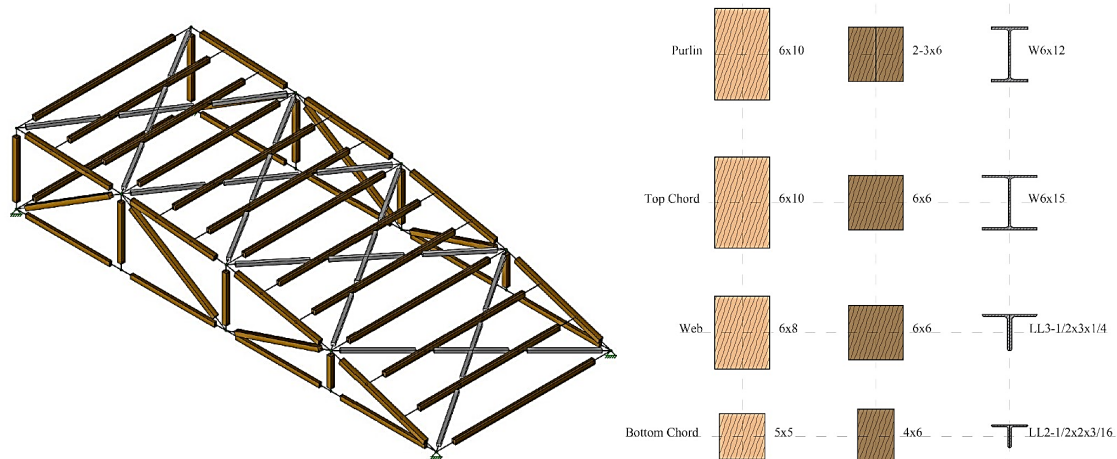 Purlin 6x10 2-3x6 W6x12
Top Chord 6x10 6x6 W6x15
Web 6x8 6x6 LL3-1/2x3x1/4
Bottom Chord 5x5 4x6 LL2-1/2x2x3/16